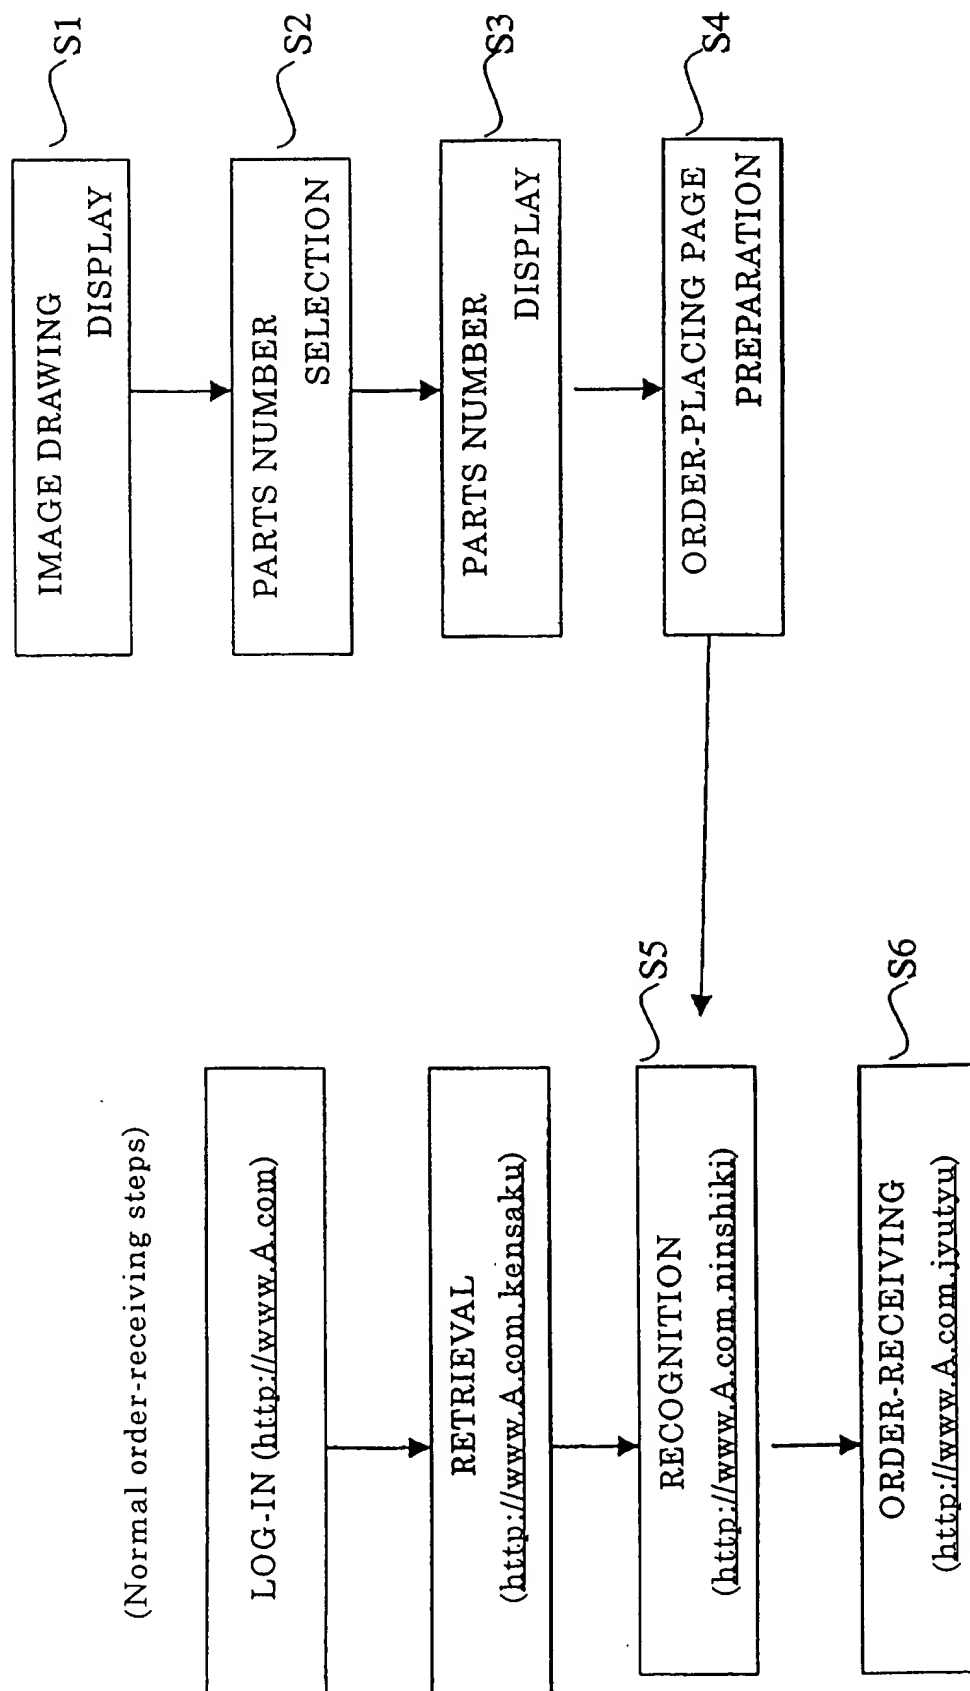 (Normal order-receiving steps)
LOG-IN (http://www.A.com)
RETRIEVAL
(http://www.A.com.kensaku)
RECOGNITION
(http://www.A.com.ninshiki)
S5
ORDER-RECEIVING
(http://www.A.com.jyutyu)
S6
IMAGE DRAWING
DISPLAY
S1
PARTS NUMBER
SELECTION
S2
PARTS NUMBER
DISPLAY
S3
ORDER-PLACING PAGE
PREPARATION
S4